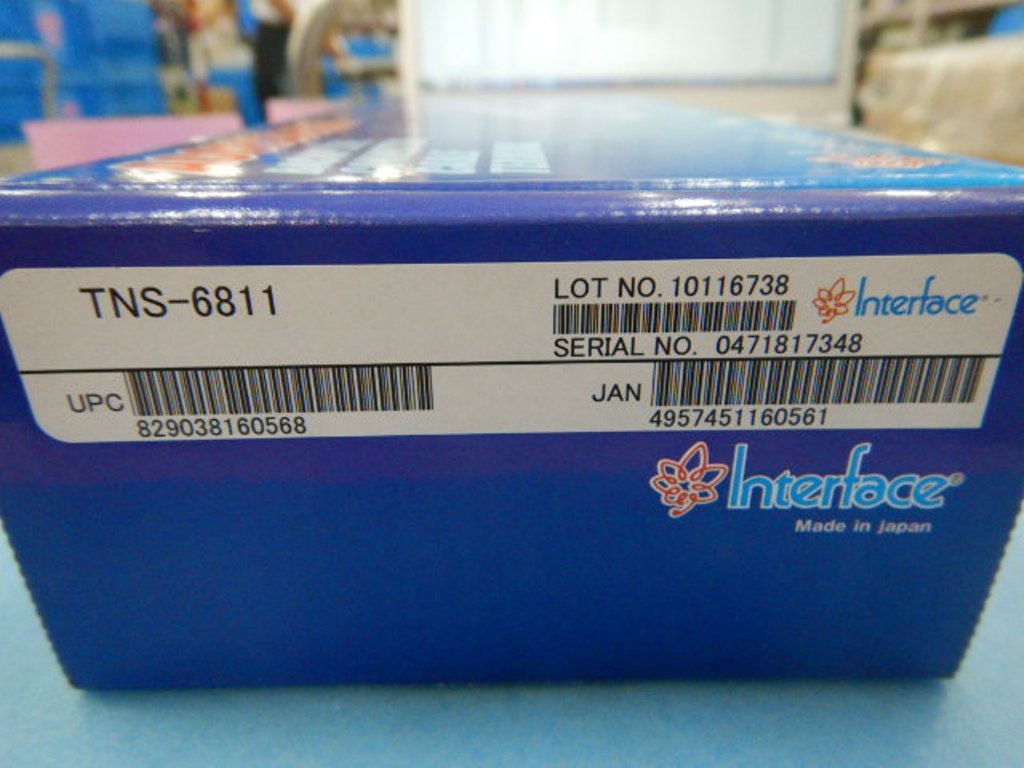 TNS-6811
LOT NO. 10116738
Interface®
SERIAL NO. 0471817348
UPC
829038160568
JAN
4957451160561
Interface®
Made in japan